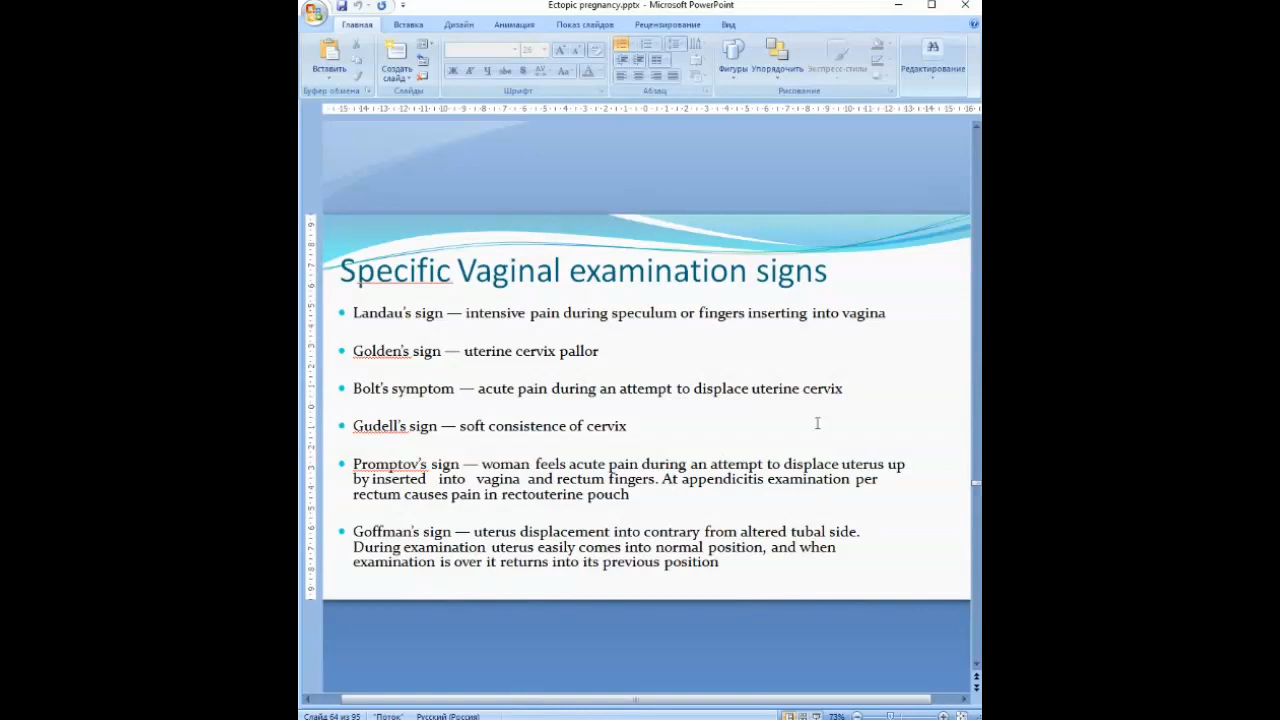 Ectopic pregnancy.pptx - Microsoft PowerPoint
Главная Вставка Дизайн Анимация Показ слайдов Рецензирование Вид
Вставить
Создать слайд
Фигуры Упорядочить Экспресс-стили
Редактирование
Буфер обмена Слайды Шрифт Абзац Рисование
Specific Vaginal examination signs
• Landau's sign — intensive pain during speculum or fingers inserting into vagina
• Golden's sign — uterine cervix pallor
• Bolt's symptom — acute pain during an attempt to displace uterine cervix
• Gudell's sign — soft consistence of cervix
• Promptov's sign — woman feels acute pain during an attempt to displace uterus up
by inserted into vagina and rectum fingers. At appendicitis examination per
rectum causes pain in rectouterine pouch
• Goffman's sign — uterus displacement into contrary from altered tubal side.
During examination uterus easily comes into normal position, and when
examination is over it returns into its previous position
Слайд 64 из 95 "Поток" Русский (Россия) 73%